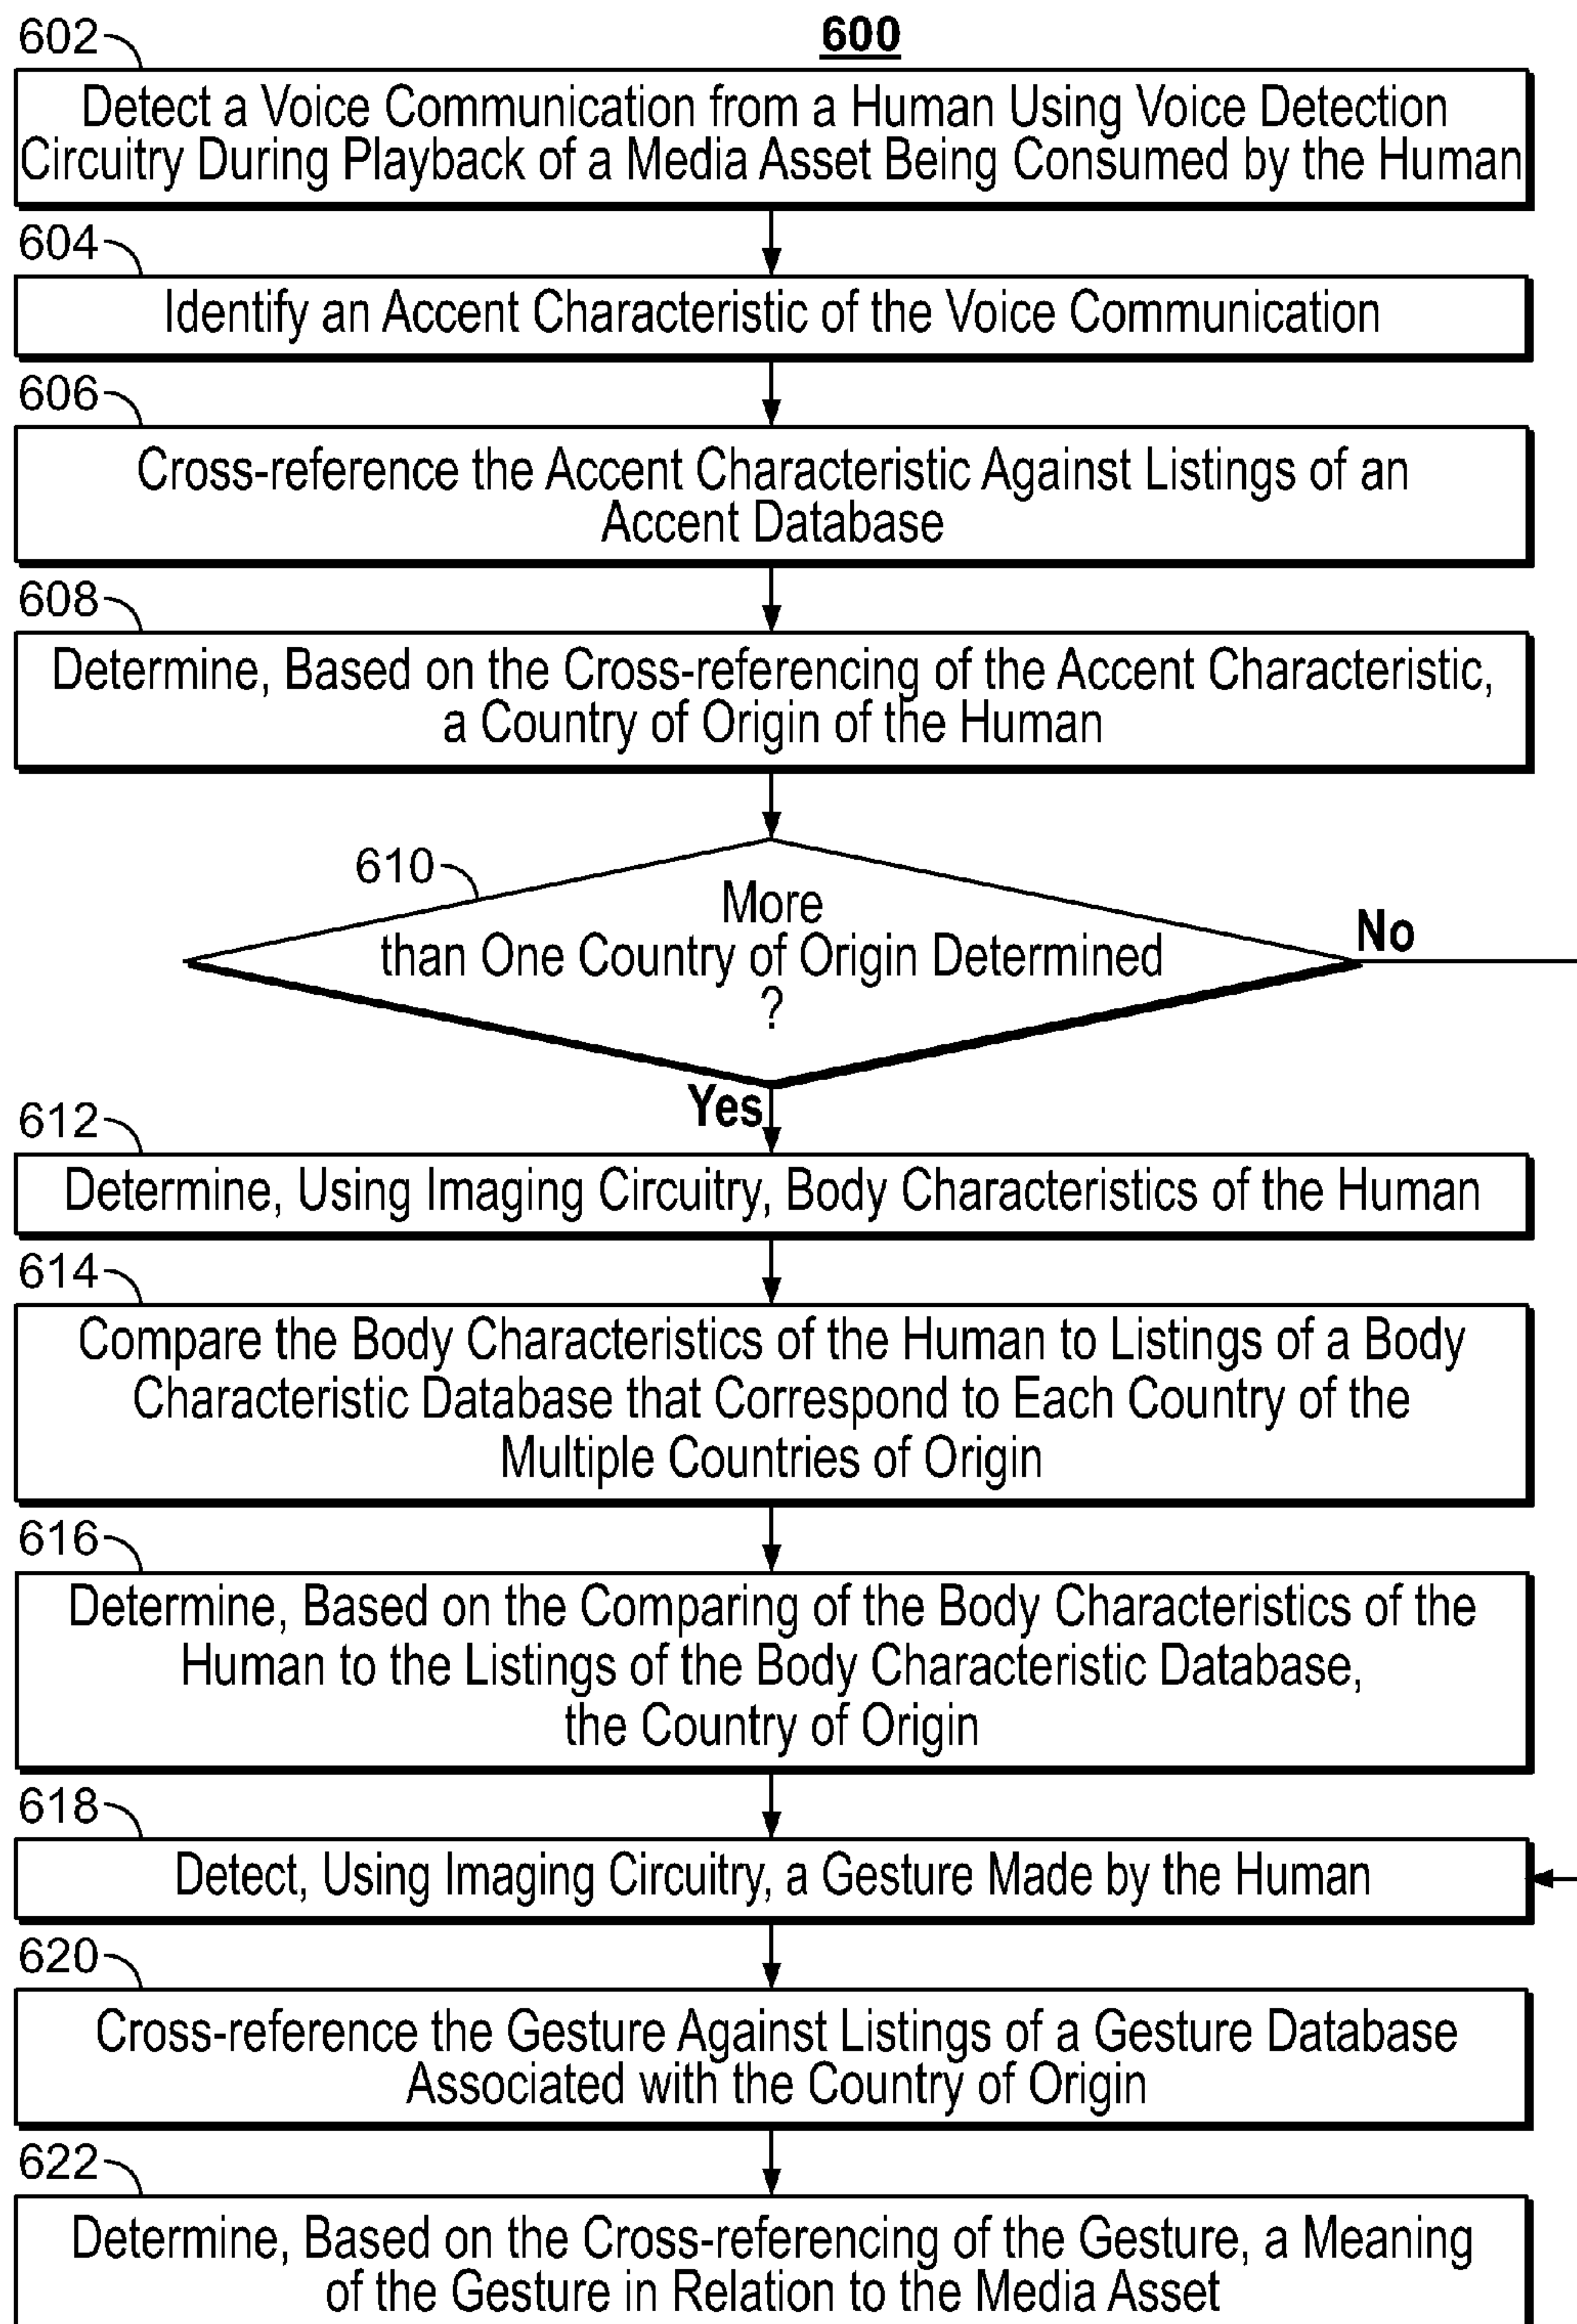 600
602
Detect a Voice Communication from a Human Using Voice Detection
Circuitry During Playback of a Media Asset Being Consumed by the Human
604
Identify an Accent Characteristic of the Voice Communication
606
Cross-reference the Accent Characteristic Against Listings of an
Accent Database
608
Determine, Based on the Cross-referencing of the Accent Characteristic,
a Country of Origin of the Human
610
More
than One Country of Origin Determined
?
No
Yes
612
Determine, Using Imaging Circuitry, Body Characteristics of the Human
614
Compare the Body Characteristics of the Human to Listings of a Body
Characteristic Database that Correspond to Each Country of the
Multiple Countries of Origin
616
Determine, Based on the Comparing of the Body Characteristics of the
Human to the Listings of the Body Characteristic Database,
the Country of Origin
618
Detect, Using Imaging Circuitry, a Gesture Made by the Human
620
Cross-reference the Gesture Against Listings of a Gesture Database
Associated with the Country of Origin
622
Determine, Based on the Cross-referencing of the Gesture, a Meaning
of the Gesture in Relation to the Media Asset